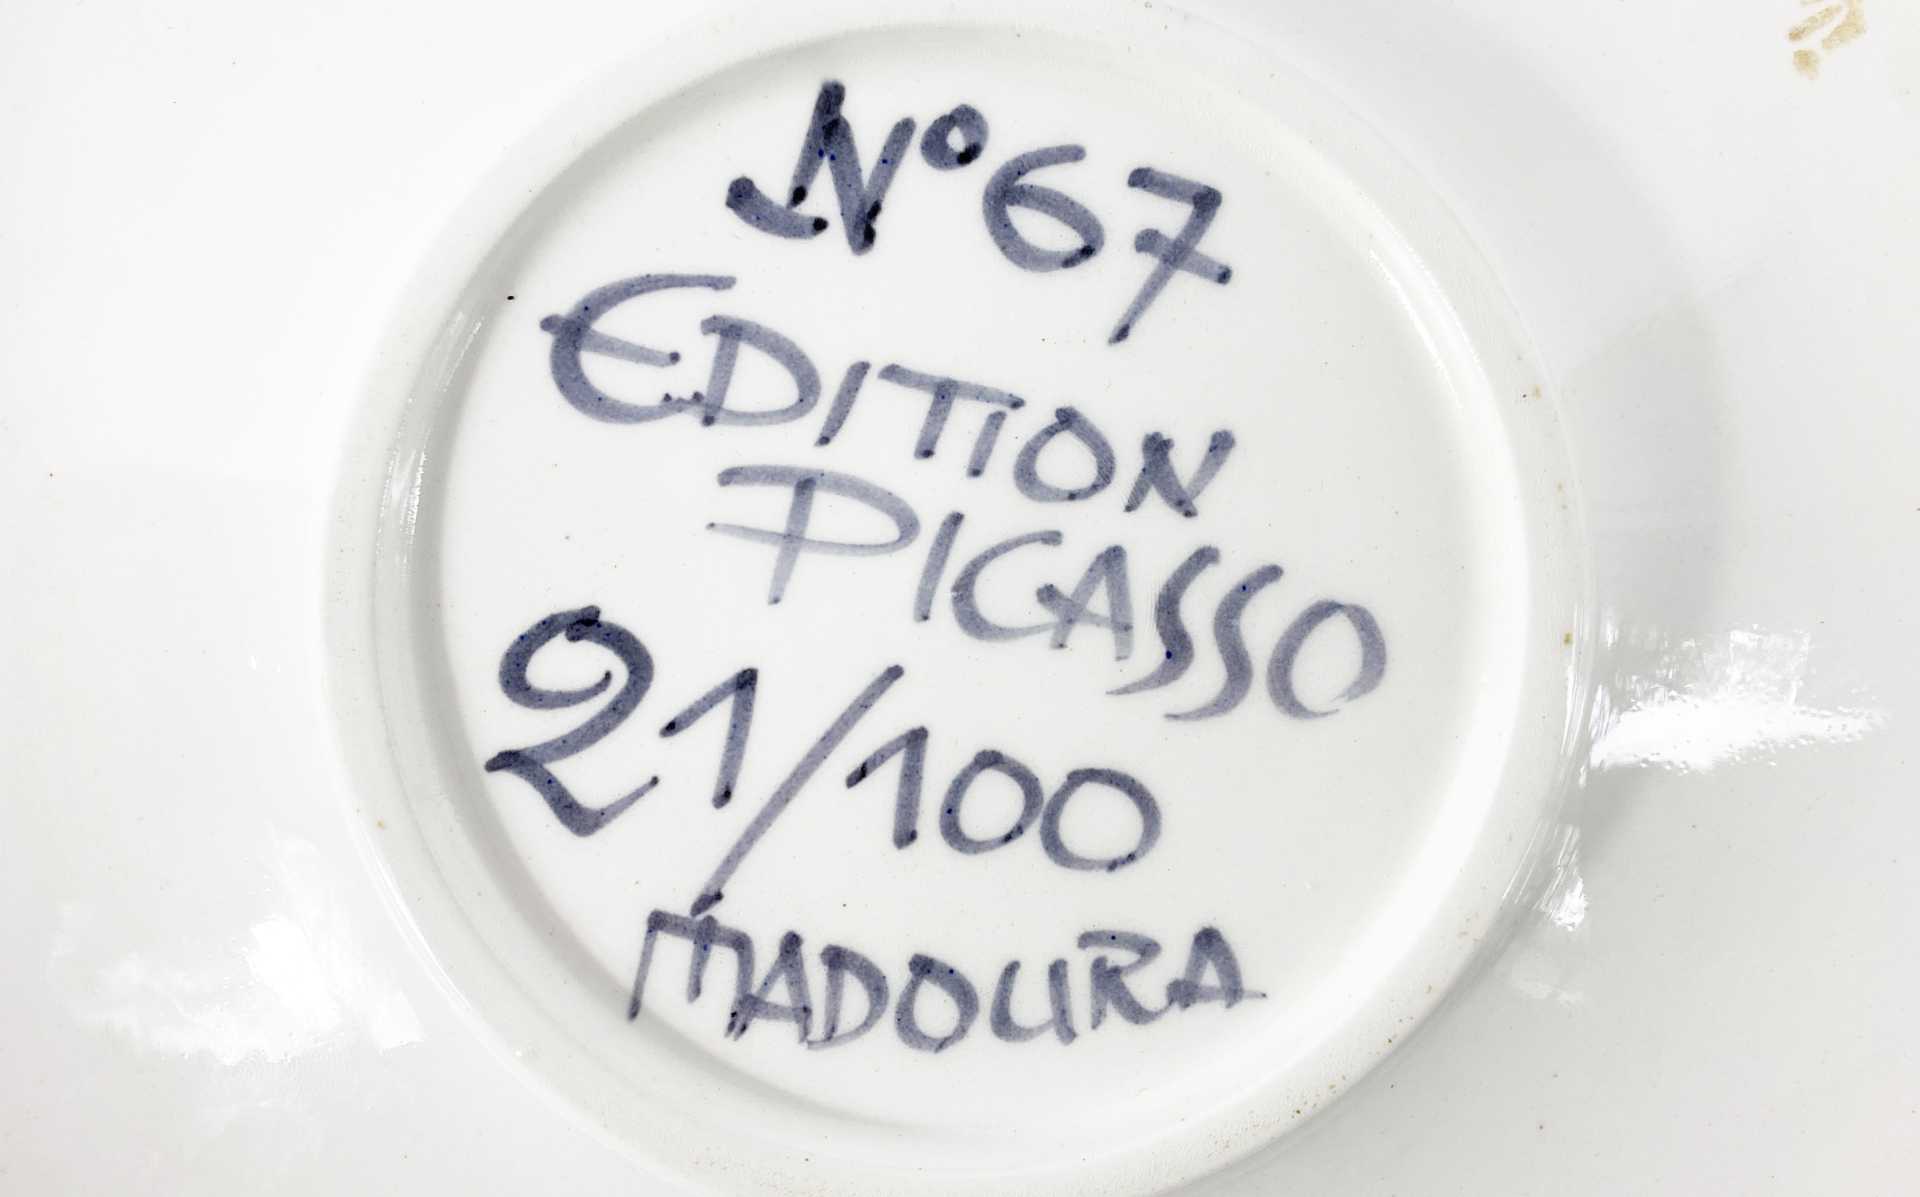 N° 67
EDITION
PICASSO
21/100
MADOURA